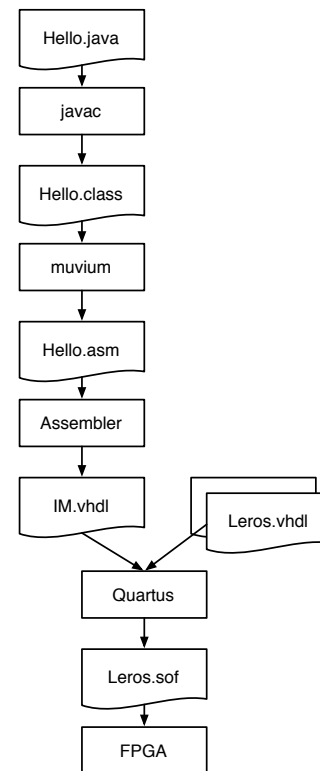 Hello.java
javac
Hello.class
muvium
Hello.asm
Assembler
IM.vhdl
Leros.vhdl
Quartus
Leros.sof
FPGA